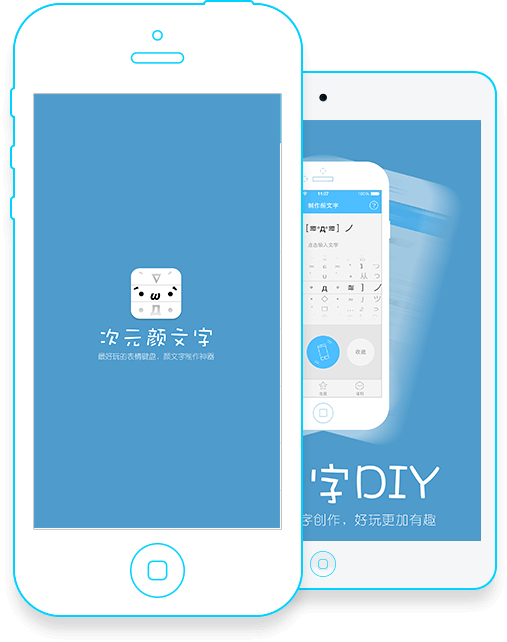 次元颜文字
最好玩的表情键盘，颜文字制作神器
11:27
100%
制作颜文字
?
点击输入文字
收藏
字DIY
字创作，好玩更加有趣